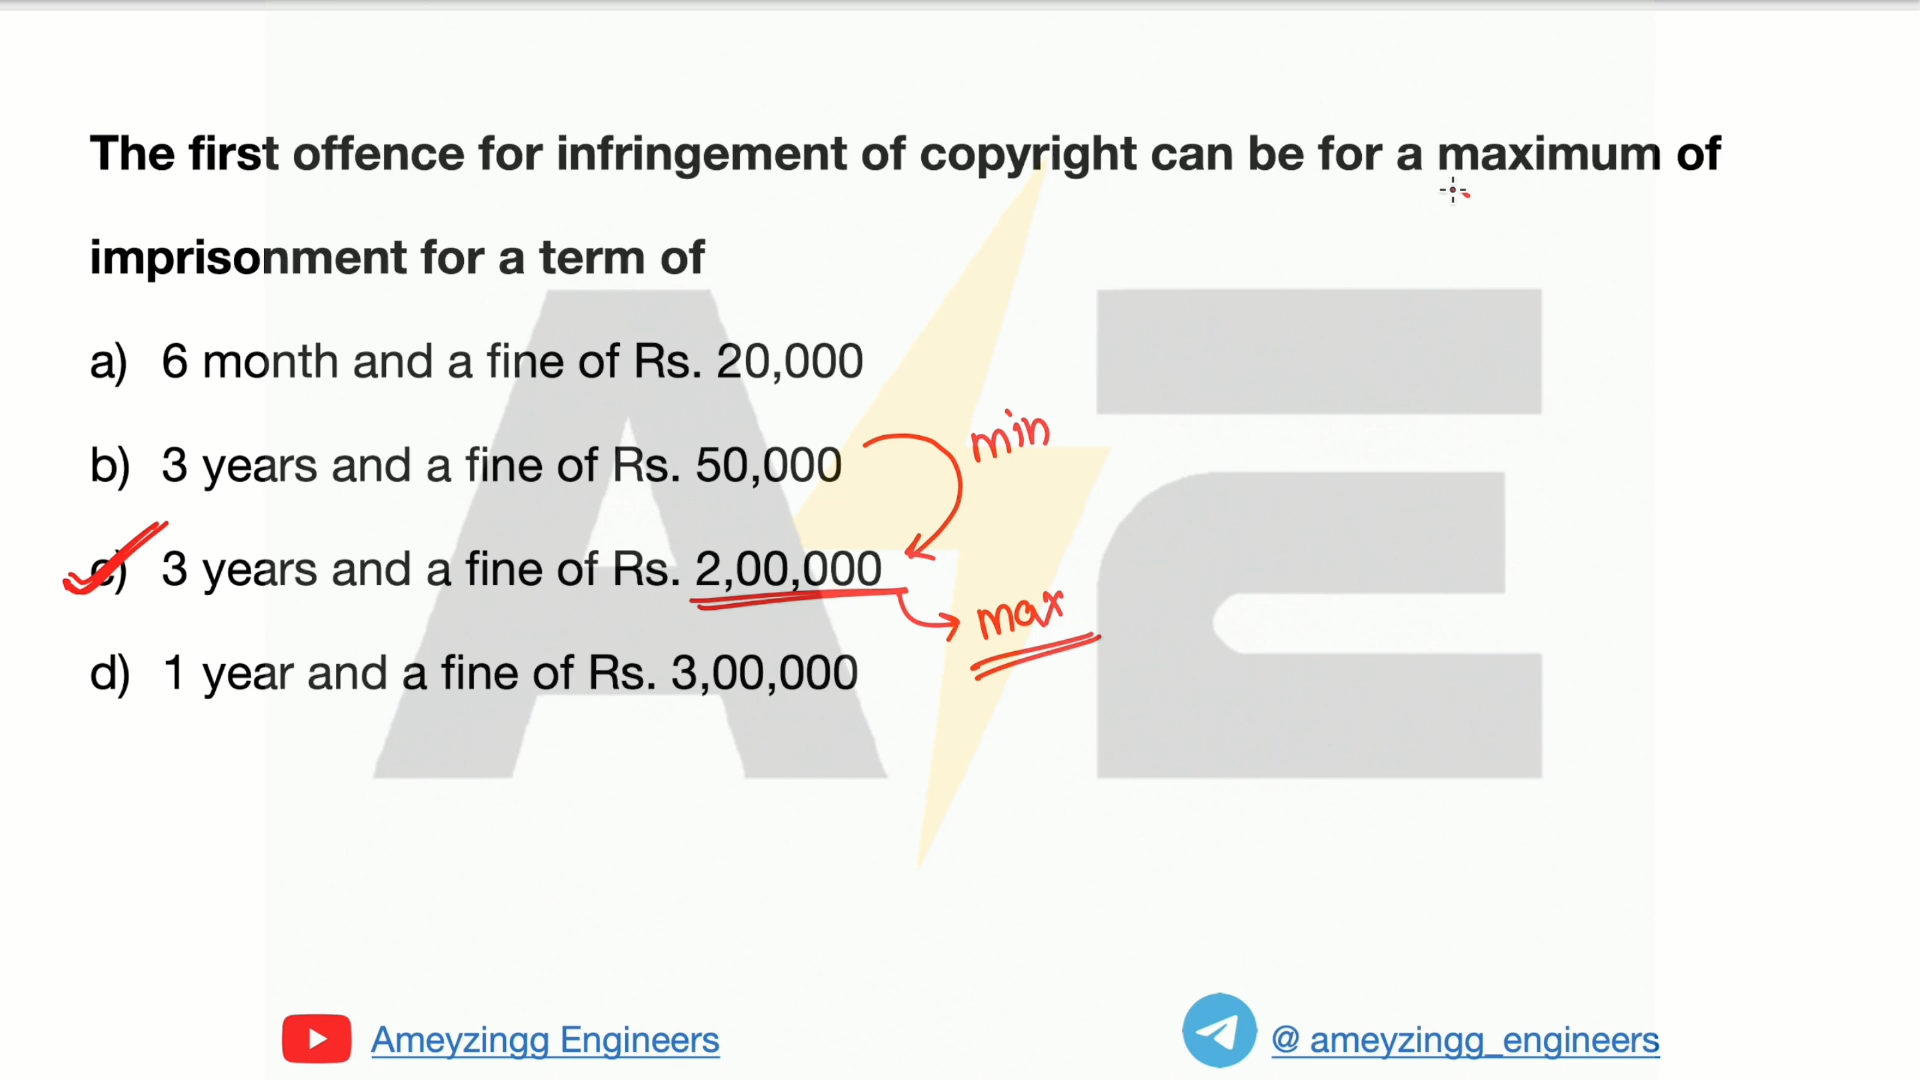 The first offence for infringement of copyright can be for a maximum of
imprisonment for a term of
a) 6 month and a fine of Rs. 20,000
min
b) 3 years and a fine of Rs. 50,000
c) 3 years and a fine of Rs. 2,00,000
max
d) 1 year and a fine of Rs. 3,00,000
AE
Ameyzingg Engineers
@ ameyzingg_engineers